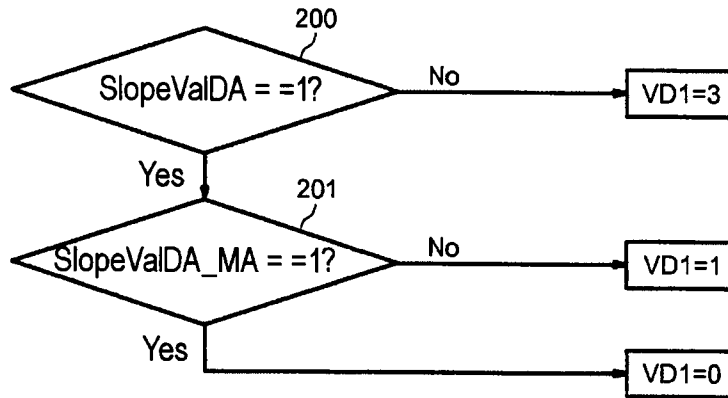 200
SlopeValDA = =1?
No
VD1=3
Yes
201
SlopeValDA_MA = =1?
No
VD1=1
Yes
VD1=0